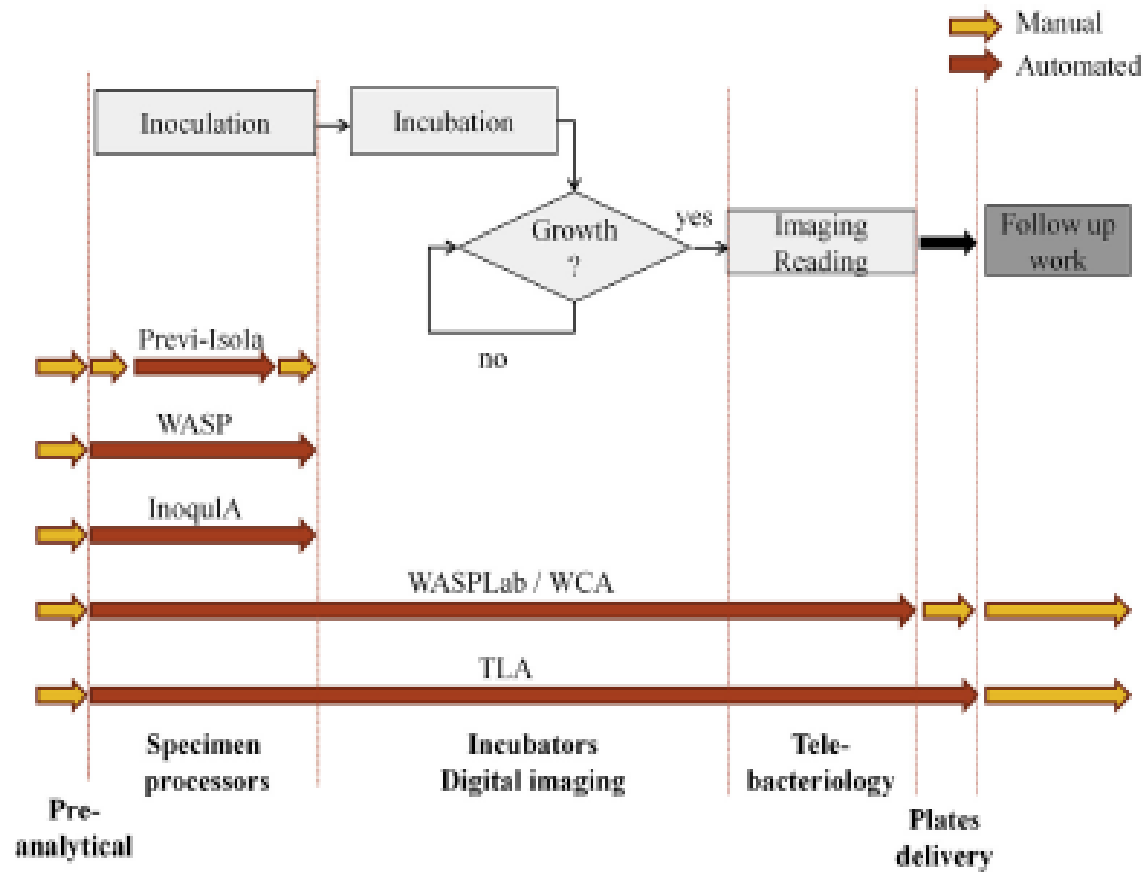 Manual
Automated
Inoculation
Incubation
Growth
?
yes
no
Imaging
Reading
Follow up
work
Previ-Isola
WASP
InoqulA
WASPLab / WCA
TLA
Specimen
processors
Incubators
Digital imaging
Tele-
bacteriology
Pre-
analytical
Plates
delivery